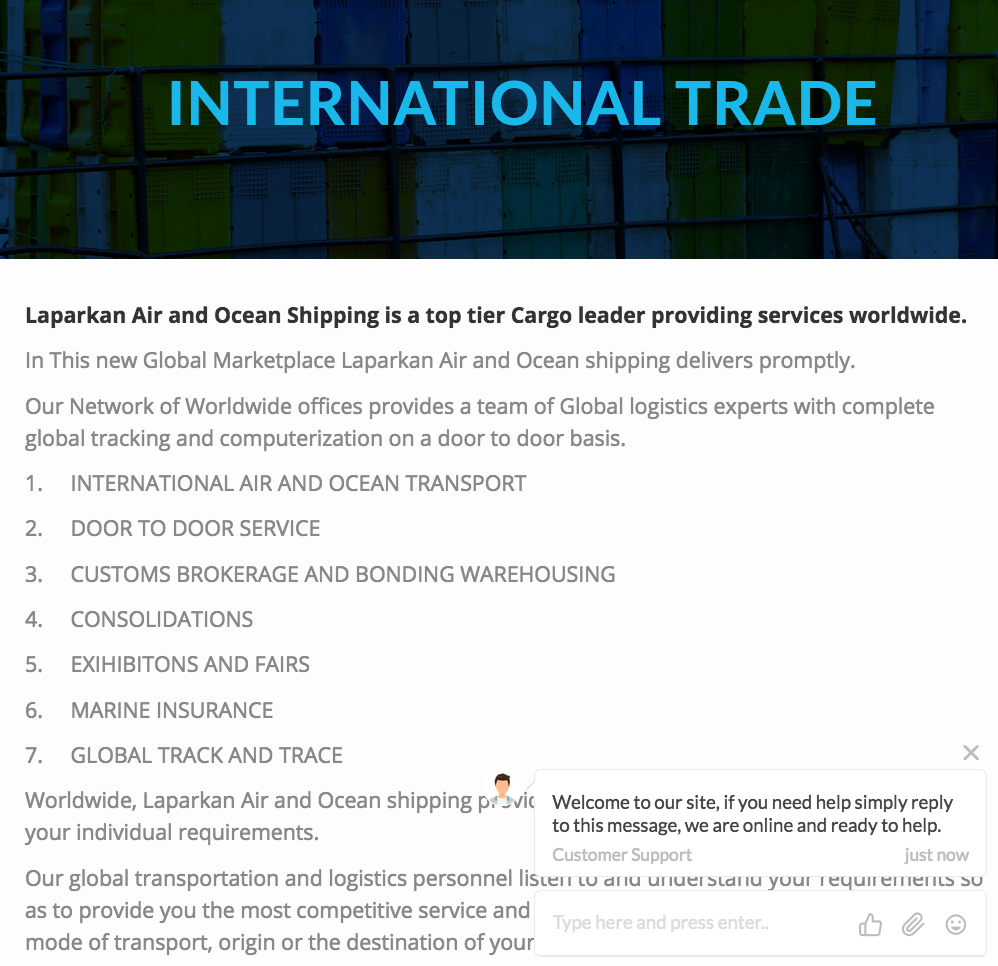 INTERNATIONAL TRADE
Laparkan Air and Ocean Shipping is a top tier Cargo leader providing services worldwide.
In This new Global Marketplace Laparkan Air and Ocean shipping delivers promptly.
Our Network of Worldwide offices provides a team of Global logistics experts with complete
global tracking and computerization on a door to door basis.
1. INTERNATIONAL AIR AND OCEAN TRANSPORT
2. DOOR TO DOOR SERVICE
3. CUSTOMS BROKERAGE AND BONDING WAREHOUSING
4. CONSOLIDATIONS
5. EXIHIBITONS AND FAIRS
6. MARINE INSURANCE
7. GLOBAL TRACK AND TRACE
Worldwide, Laparkan Air and Ocean shipping
your individual requirements.
Our global transportation and logistics personnel listen to and understand your requirements so
as to provide you the most competitive service and
mode of transport, origin or the destination of your
Welcome to our site, if you need help simply reply
to this message, we are online and ready to help.
Customer Support just now
Type here and press enter..